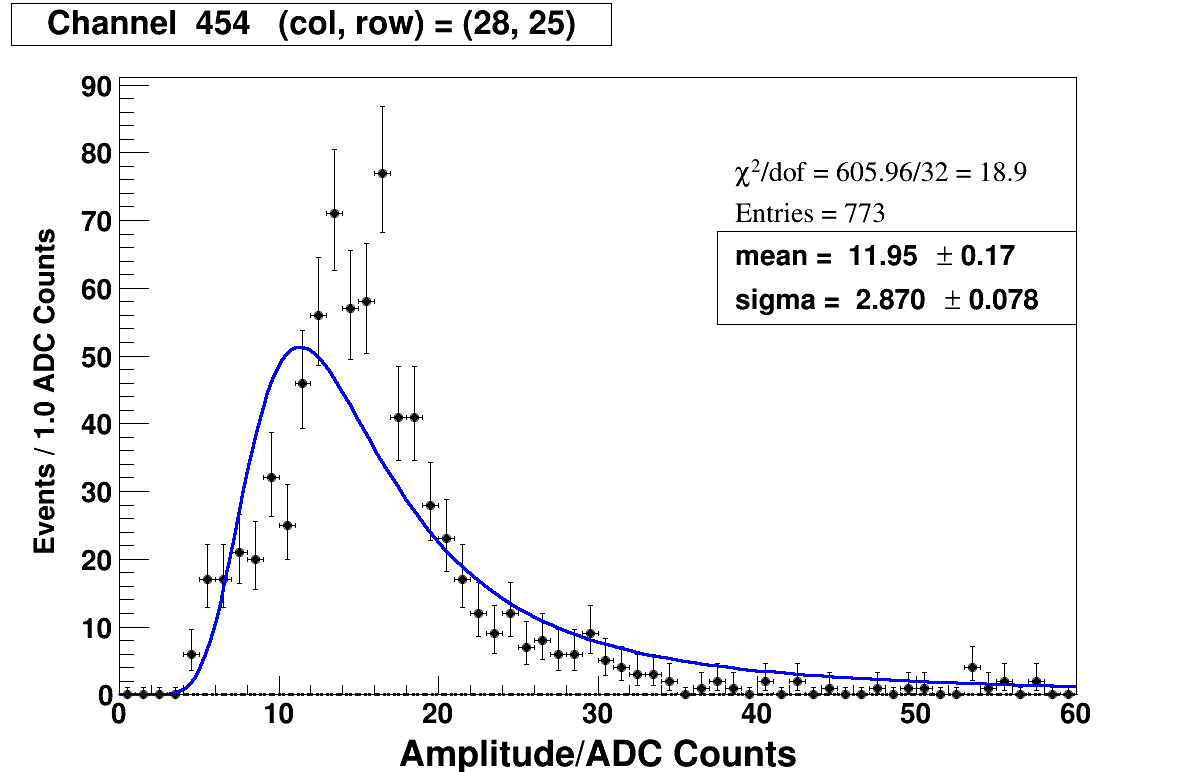 Channel 454 (col, row) = (28, 25)
90
80
70
60
50
40
30
20
10
0
Events / 1.0 ADC Counts
χ²/dof = 605.96/32 = 18.9
Entries = 773
mean = 11.95 ± 0.17
sigma = 2.870 ± 0.078
0 10 20 30 40 50 60
Amplitude/ADC Counts